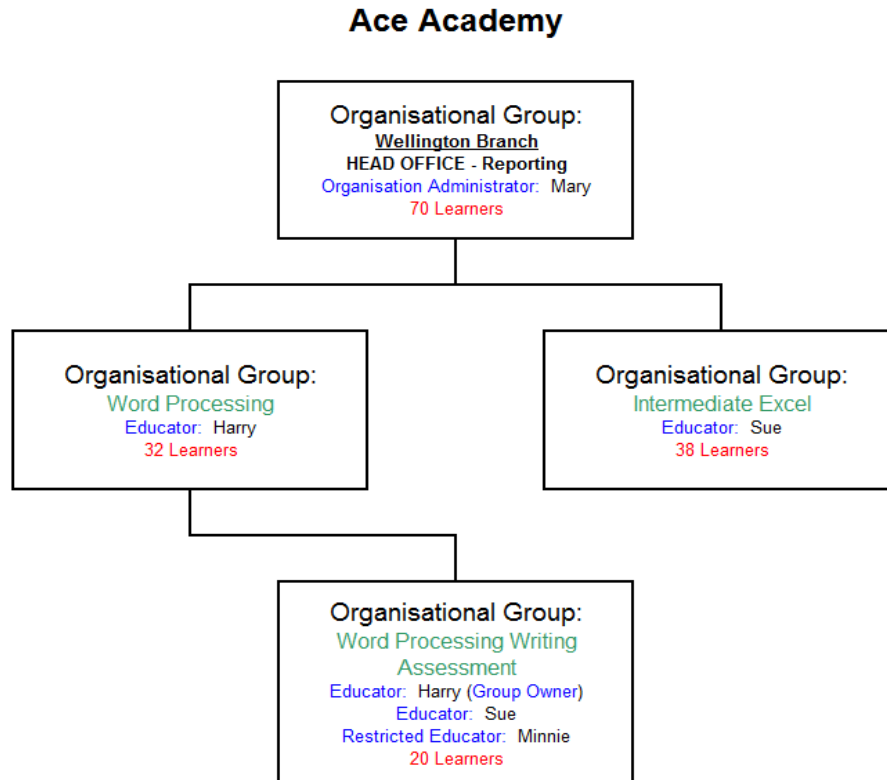 Ace Academy
Organisational Group:
Wellington Branch
HEAD OFFICE - Reporting
Organisation Administrator: Mary
70 Learners
Organisational Group:
Word Processing
Educator: Harry
32 Learners
Organisational Group:
Intermediate Excel
Educator: Sue
38 Learners
Organisational Group:
Word Processing Writing
Assessment
Educator: Harry (Group Owner)
Educator: Sue
Restricted Educator: Minnie
20 Learners